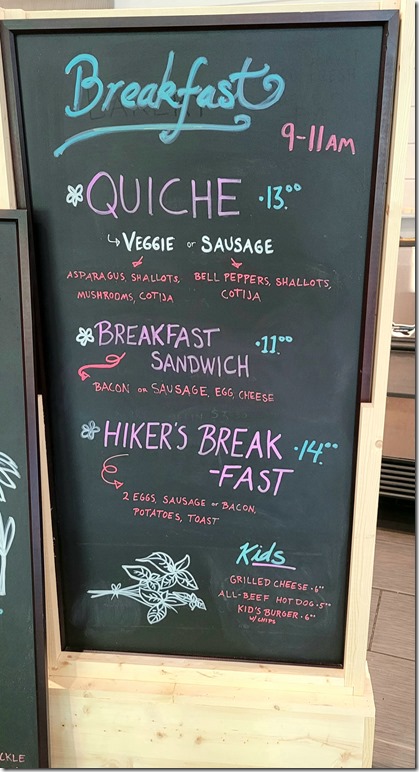 Breakfast
9-11AM
QUICHE • 13.00
↳ VEGGIE or SAUSAGE
ASPARAGUS, SHALLOTS,
MUSHROOMS, COTIJA
BELL PEPPERS, SHALLOTS,
COTIJA
BREAKFAST
SANDWICH • 11.00
BACON or SAUSAGE, EGG, CHEESE
HIKER'S BREAK
-FAST • 14.00
2 EGGS, SAUSAGE or BACON,
POTATOES, TOAST
Kids
GRILLED CHEESE • 6.00
ALL-BEEF HOT DOG • 5.00
KID'S BURGER • 6.00
W/ CHIPS